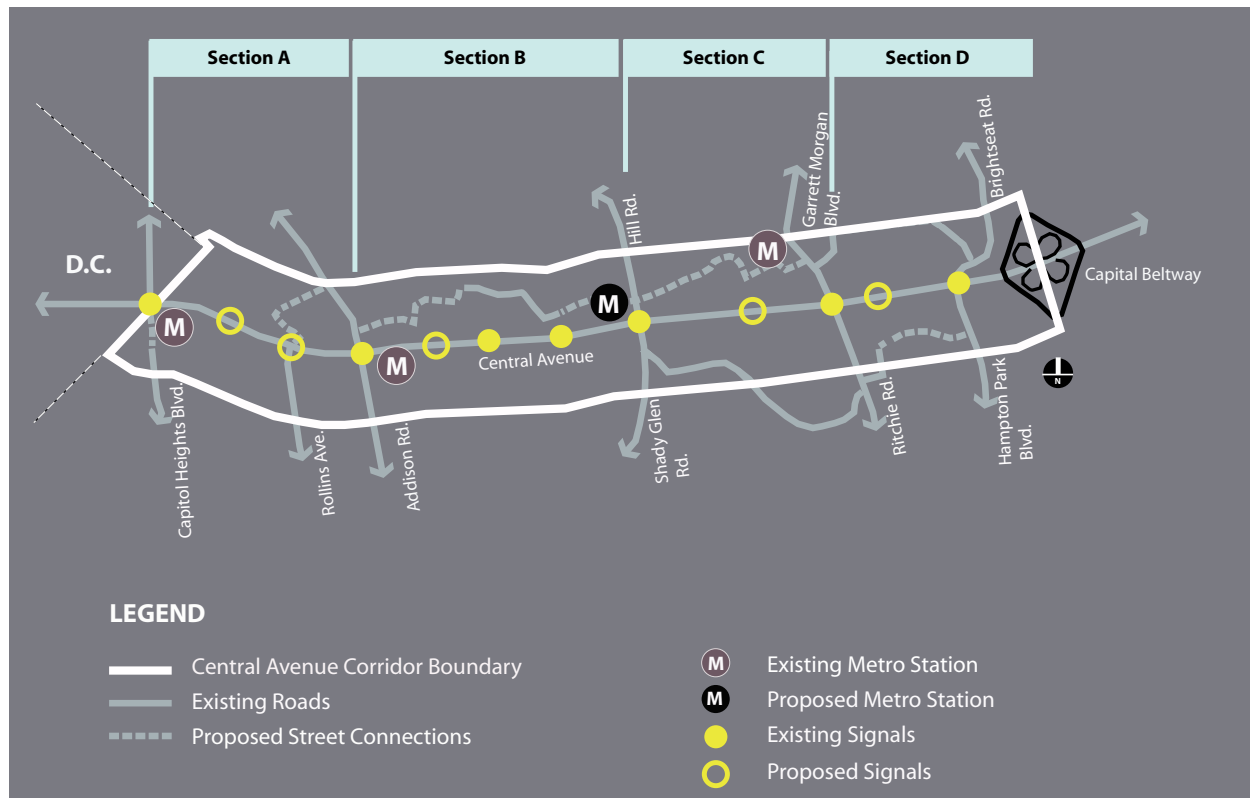 Section A
Section B
Section C
Section D
D.C.
Hill Rd.
Garrett Morgan
Blvd.
Brightseat Rd.
Capital Beltway
M
M
M
M
Central Avenue
N
Capitol Heights Blvd.
Rollins Ave.
Addison Rd.
Shady Glen
Rd.
Ritchie Rd.
Hampton Park
Blvd.
LEGEND
Central Avenue Corridor Boundary
Existing Roads
Proposed Street Connections
M Existing Metro Station
M Proposed Metro Station
Existing Signals
Proposed Signals